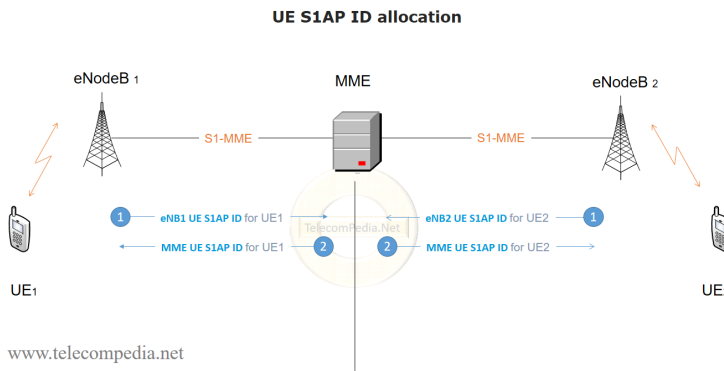 UE S1AP ID allocation
eNodeB 1
MME
eNodeB 2
S1-MME
S1-MME
1 eNB1 UE S1AP ID for UE1
eNB2 UE S1AP ID for UE2 1
TelecomPedia.Net
MME UE S1AP ID for UE1 2
2 MME UE S1AP ID for UE2
UE1
UE
www.telecompedia.net